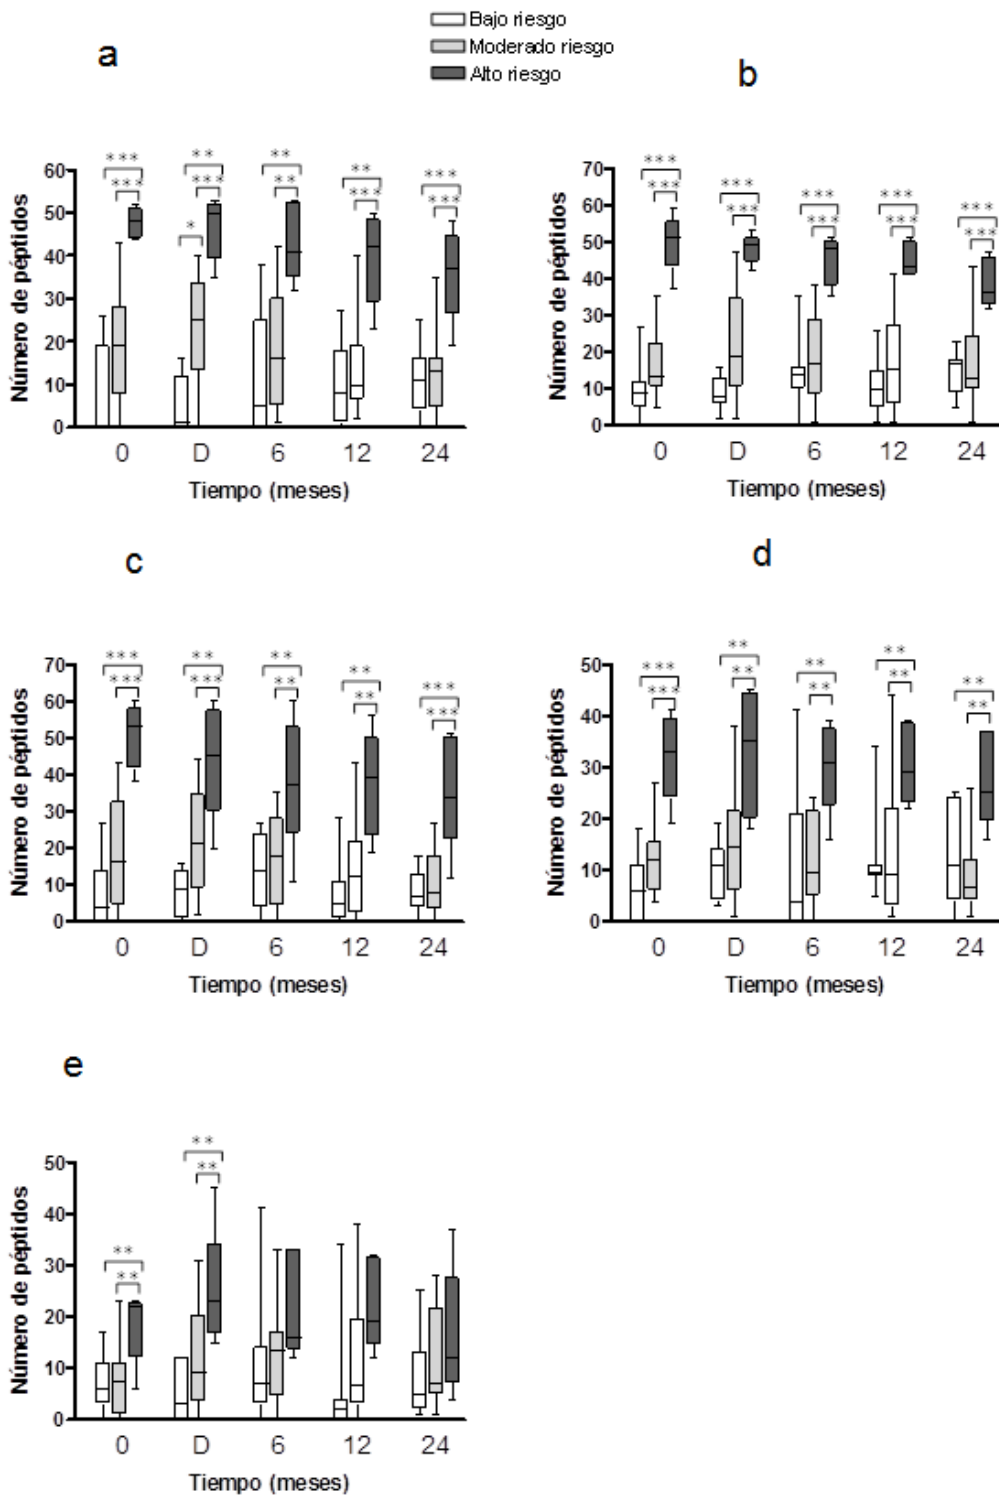 Bajo riesgo
Moderado riesgo
Alto riesgo
a
Número de péptidos
60
50
40
30
20
10
0
*** *** ** *** * ** ** ** *** *** ***
0 D 6 12 24
Tiempo (meses)
b
Número de péptidos
70
60
50
40
30
20
10
0
*** *** *** *** *** *** *** *** *** ***
0 D 6 12 24
Tiempo (meses)
c
Número de péptidos
70
60
50
40
30
20
10
0
*** *** ** *** ** ** ** ** *** ***
0 D 6 12 24
Tiempo (meses)
d
Número de péptidos
50
40
30
20
10
0
*** *** ** ** ** ** ** ** ** **
0 D 6 12 24
Tiempo (meses)
e
Número de péptidos
50
40
30
20
10
0
** ** ** **
0 D 6 12 24
Tiempo (meses)